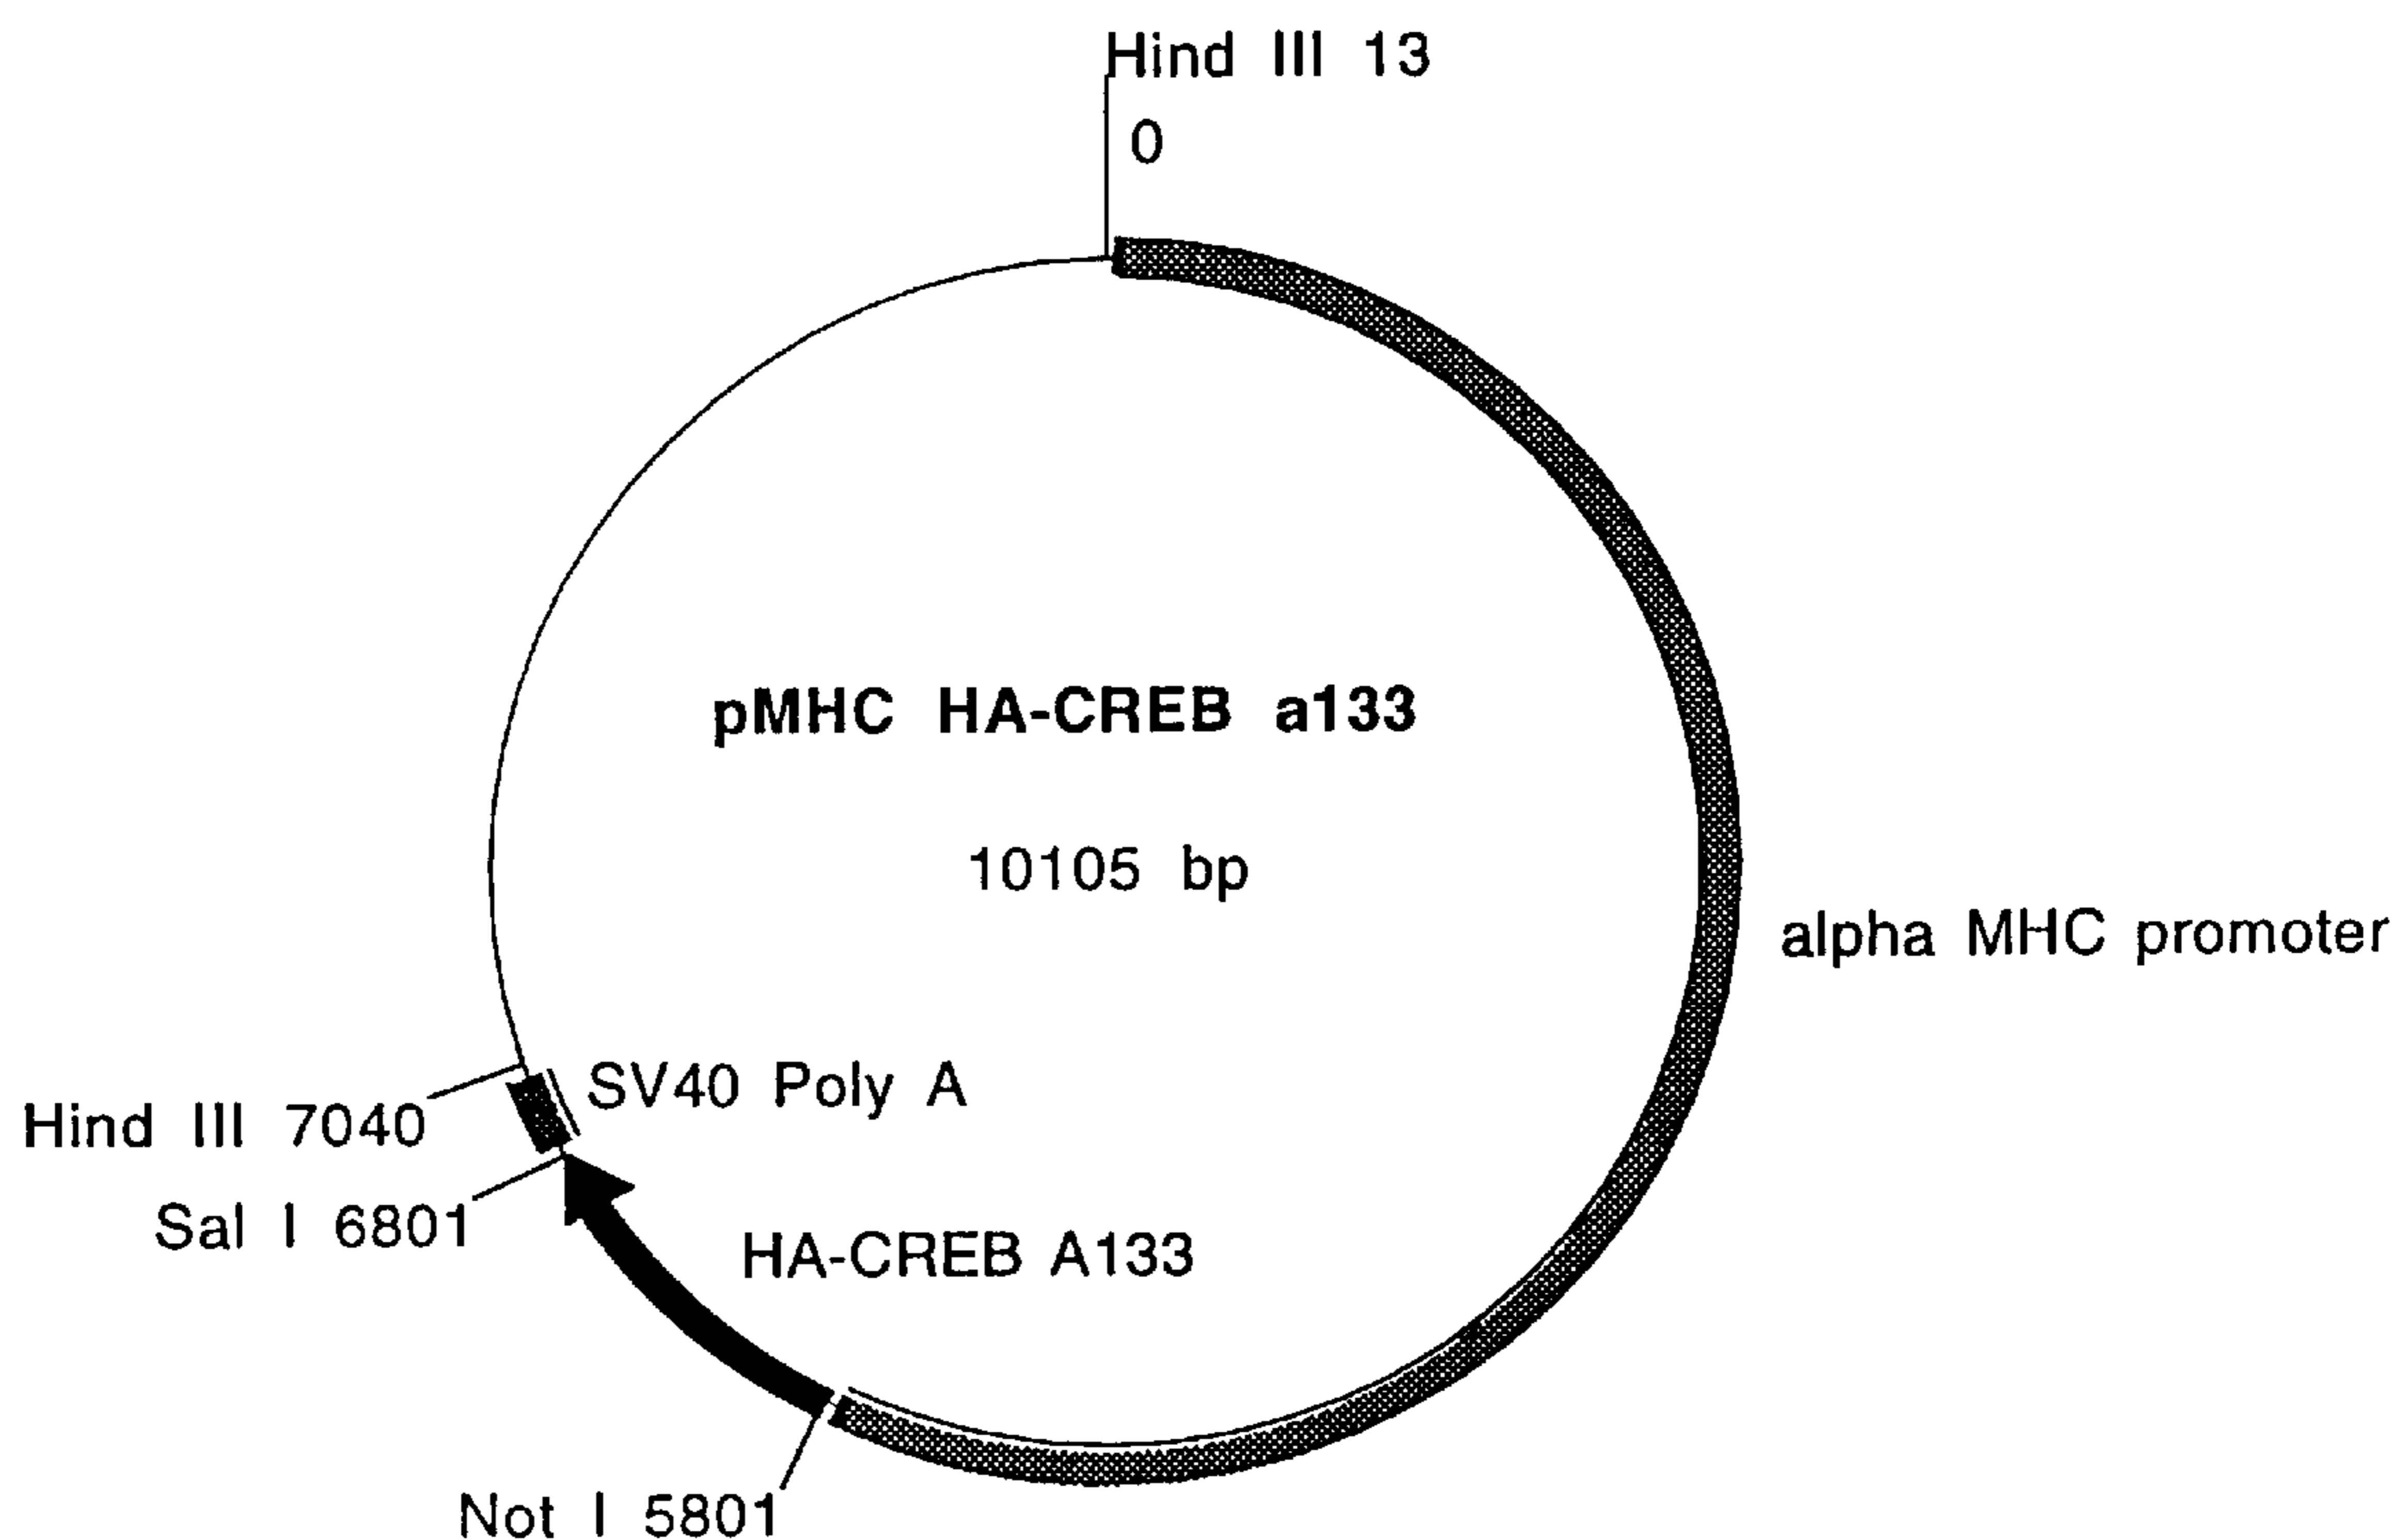 Hind III 13
0
pMHC HA-CREB a133
10105 bp
alpha MHC promoter
SV40 Poly A
Hind III 7040
Sal I 6801
HA-CREB A133
Not I 5801